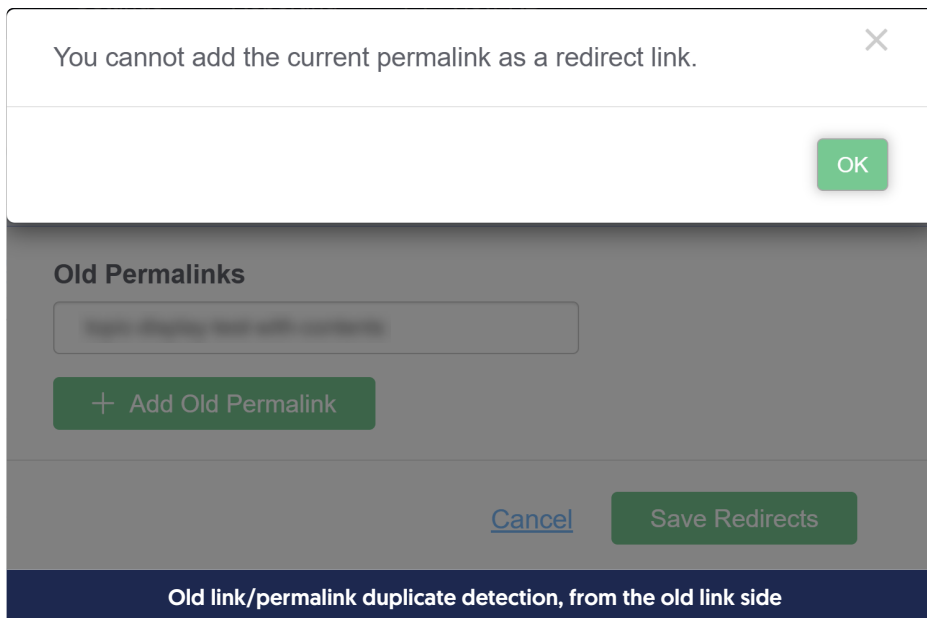 You cannot add the current permalink as a redirect link.
OK
Old Permalinks
Add Old Permalink
Cancel
Save Redirects
Old link/permalink duplicate detection, from the old link side